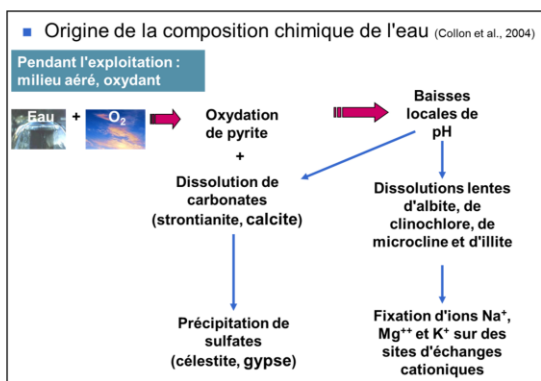 Origine de la composition chimique de l'eau (Collon et al., 2004)
Pendant l'exploitation :
milieu aéré, oxydant
Eau + O₂
Oxydation
de pyrite
+
Dissolution de
carbonates
(strontianite, calcite)
Précipitation de
sulfates
(célestite, gypse)
Baisses
locales de
pH
Dissolutions lentes
d'albite, de
clinochlore, de
microcline et d'illite
Fixation d'ions Na⁺,
Mg⁺⁺ et K⁺ sur des
sites d'échanges
cationiques